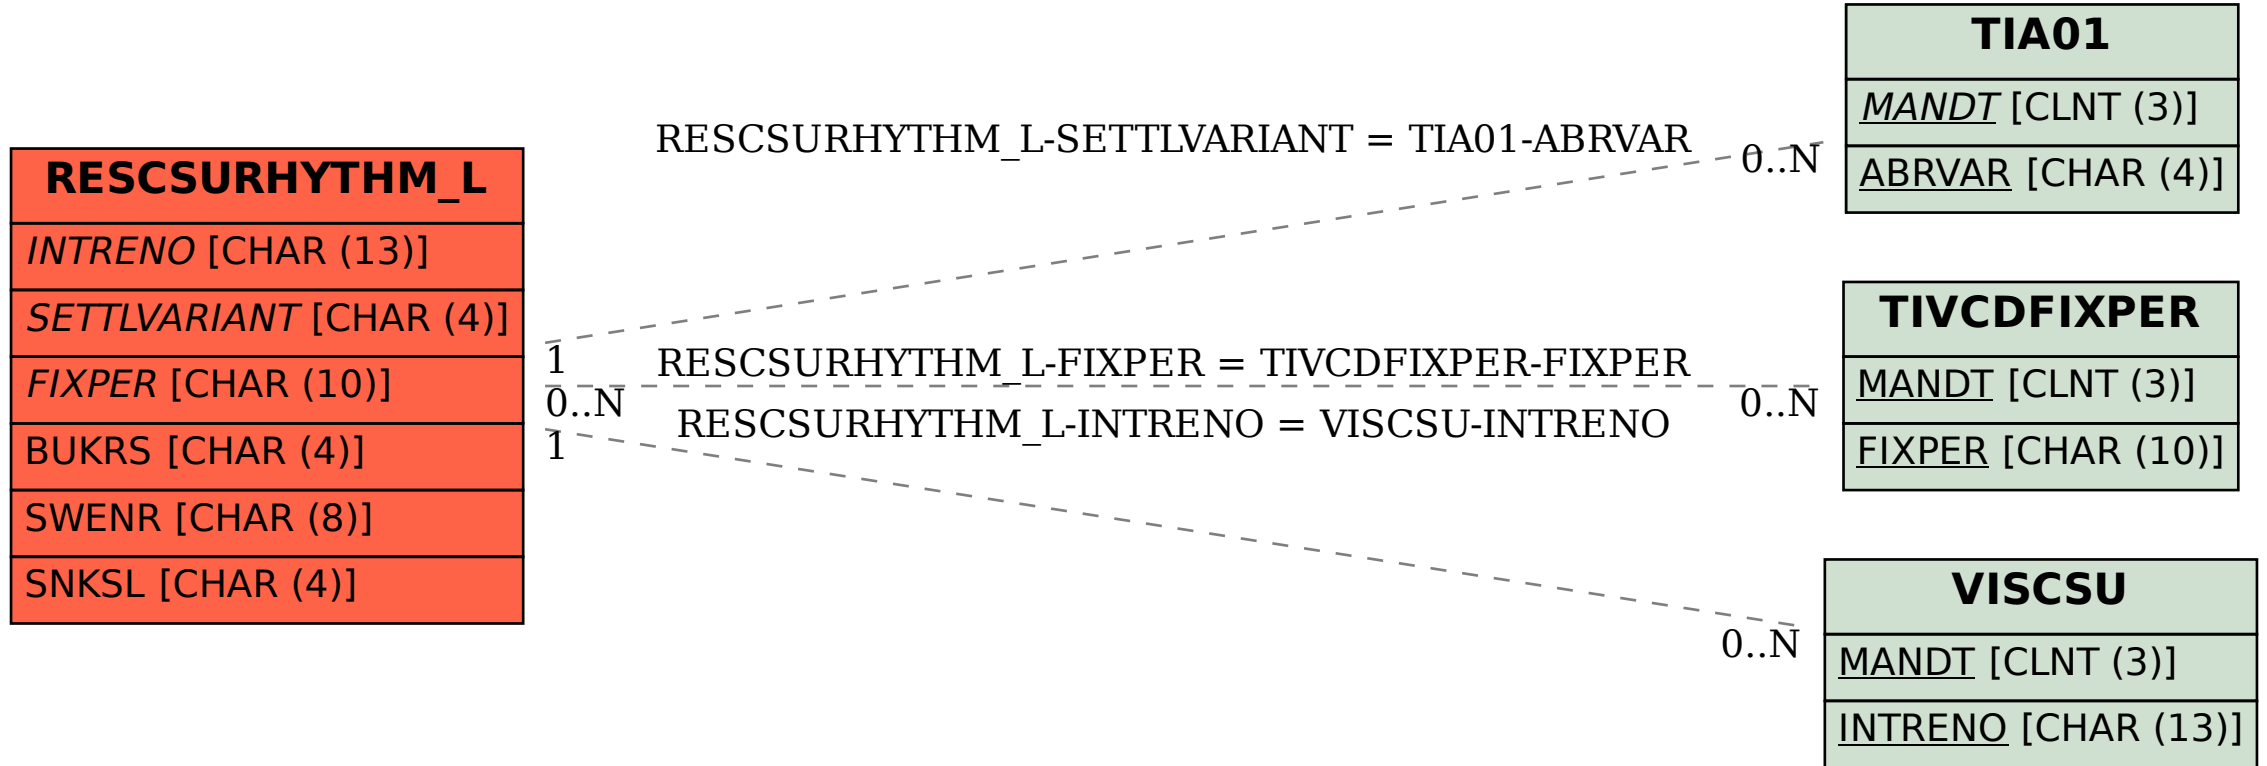 RESCSURHYTHM_L
INTRENO [CHAR (13)]
SETTLVARIANT [CHAR (4)]
FIXPER [CHAR (10)]
BUKRS [CHAR (4)]
SWENR [CHAR (8)]
SNKSL [CHAR (4)]
RESCSURHYTHM_L-SETTLVARIANT = TIA01-ABRVAR
0..N
1
RESCSURHYTHM_L-FIXPER = TIVCDFIXPER-FIXPER
0..N
0..N
RESCSURHYTHM_L-INTRENO = VISCSU-INTRENO
1
0..N
TIA01
MANDT [CLNT (3)]
ABRVAR [CHAR (4)]
TIVCDFIXPER
MANDT [CLNT (3)]
FIXPER [CHAR (10)]
VISCSU
MANDT [CLNT (3)]
INTRENO [CHAR (13)]